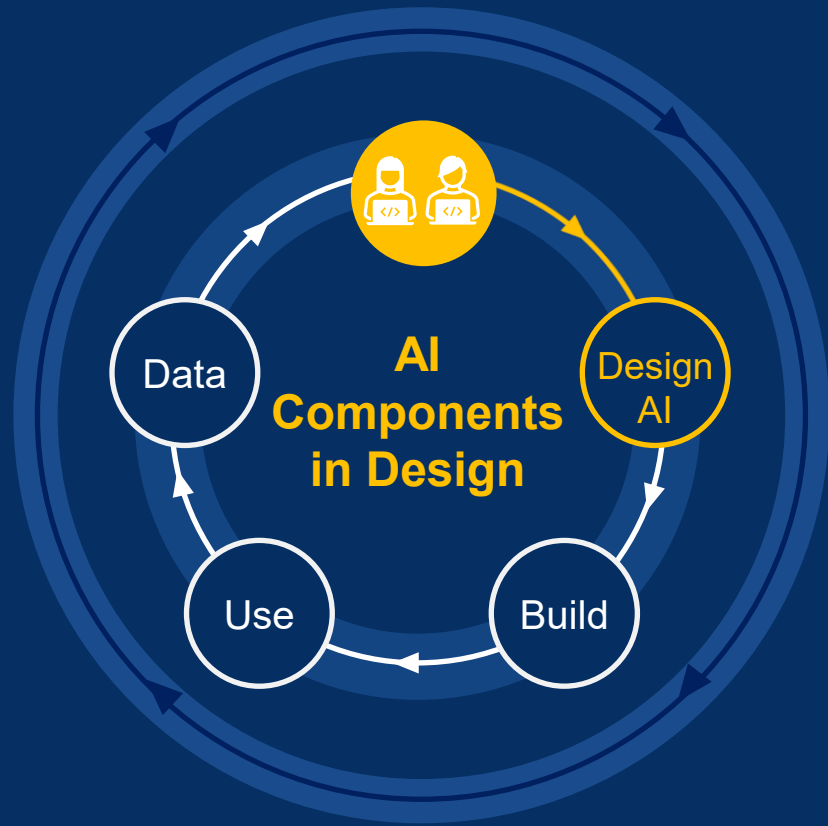 </>
</>
AI
Components
in Design
Design
AI
Build
Use
Data